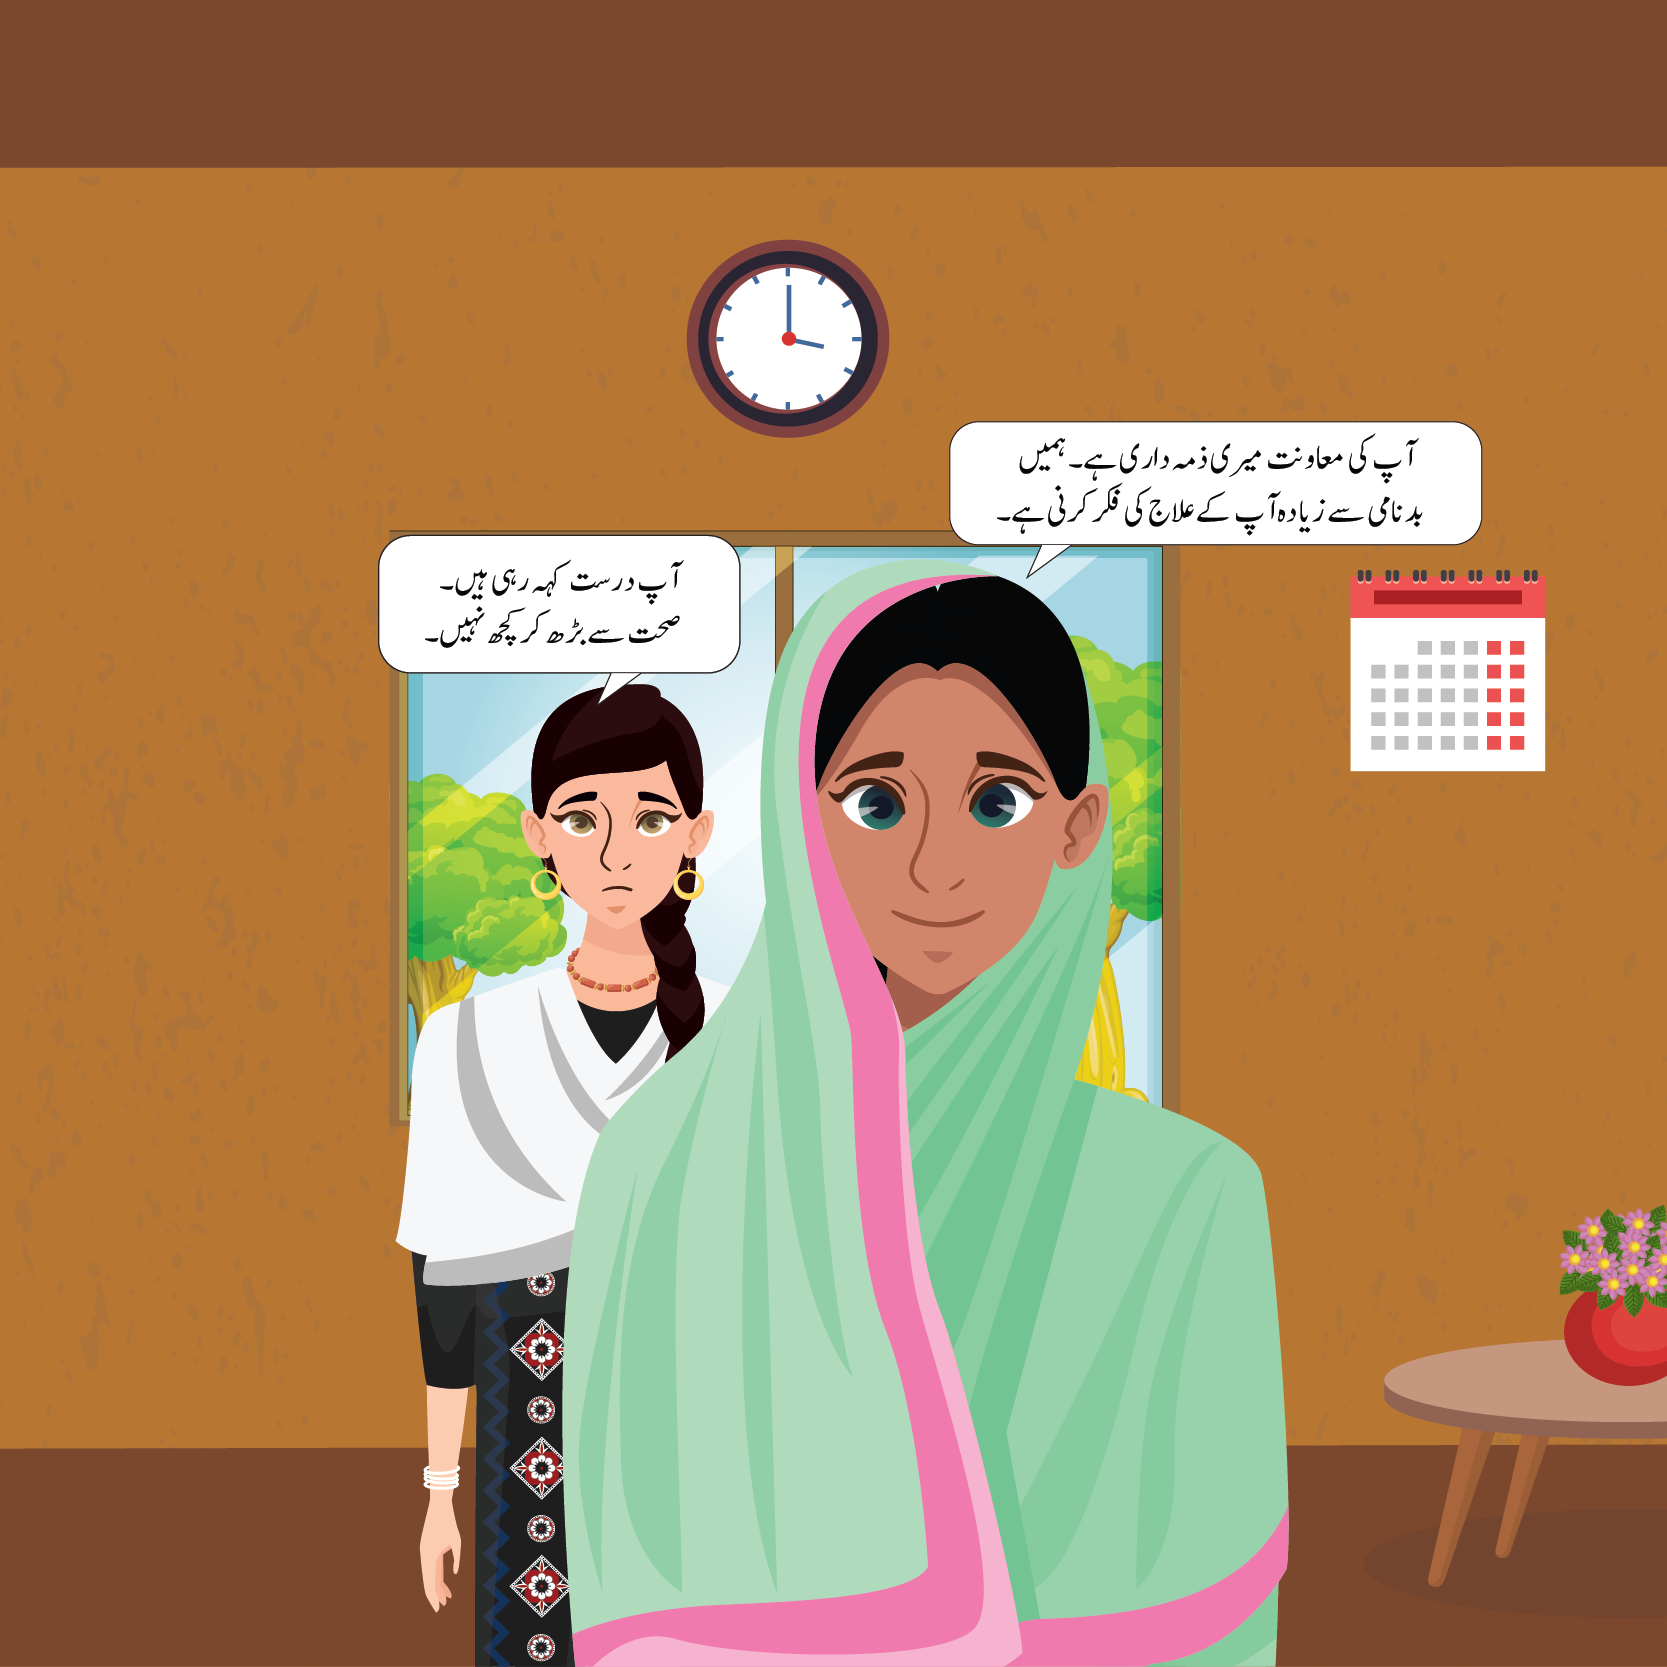 آپ کی معاونت میری ذمہ داری ہے۔ ہمیں
بدنامی سے زیادہ آپ کے علاج کی فکر کرنی ہے۔
آپ درست کہہ رہی ہیں۔
صحت سے بڑھ کر کچھ نہیں۔